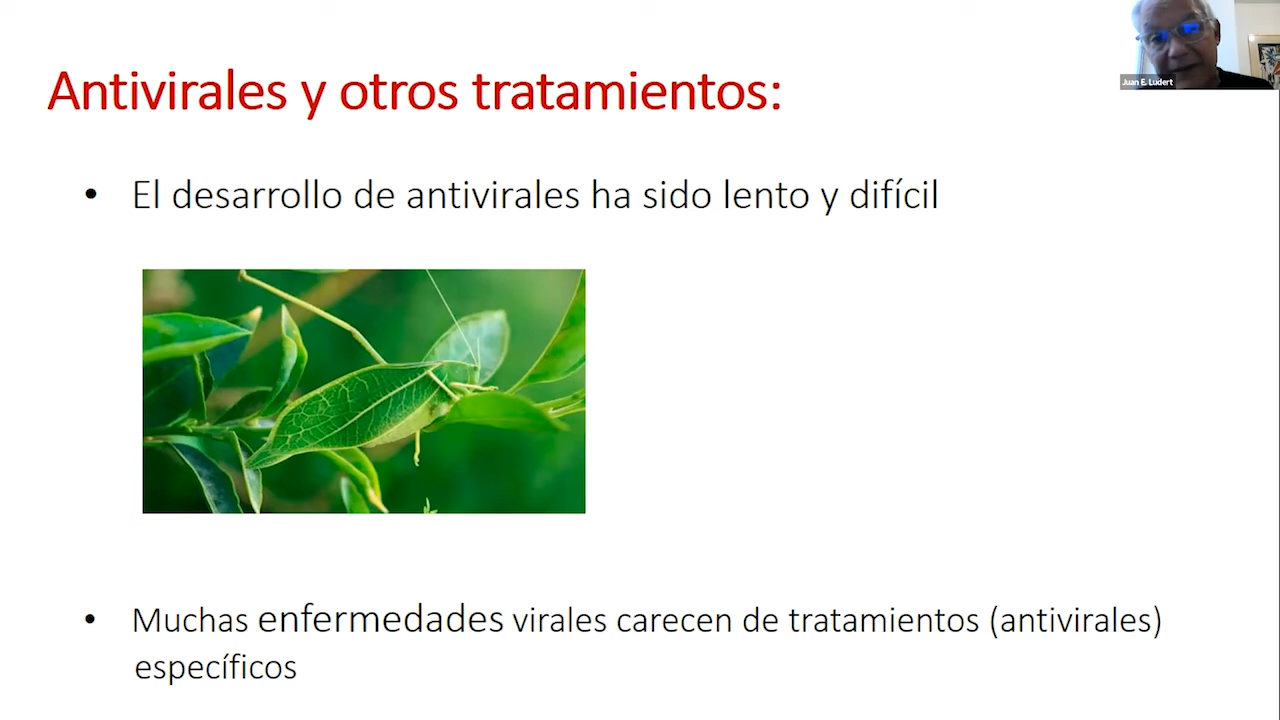 Juan E. Ludert
Antivirales y otros tratamientos:
• El desarrollo de antivirales ha sido lento y difícil
• Muchas enfermedades virales carecen de tratamientos (antivirales)
específicos